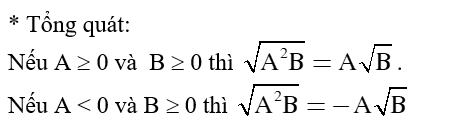 * Tổng quát:
Nếu A ≥ 0 và B ≥ 0 thì √(A²B) = A√B .
Nếu A < 0 và B ≥ 0 thì √(A²B) = −A√B